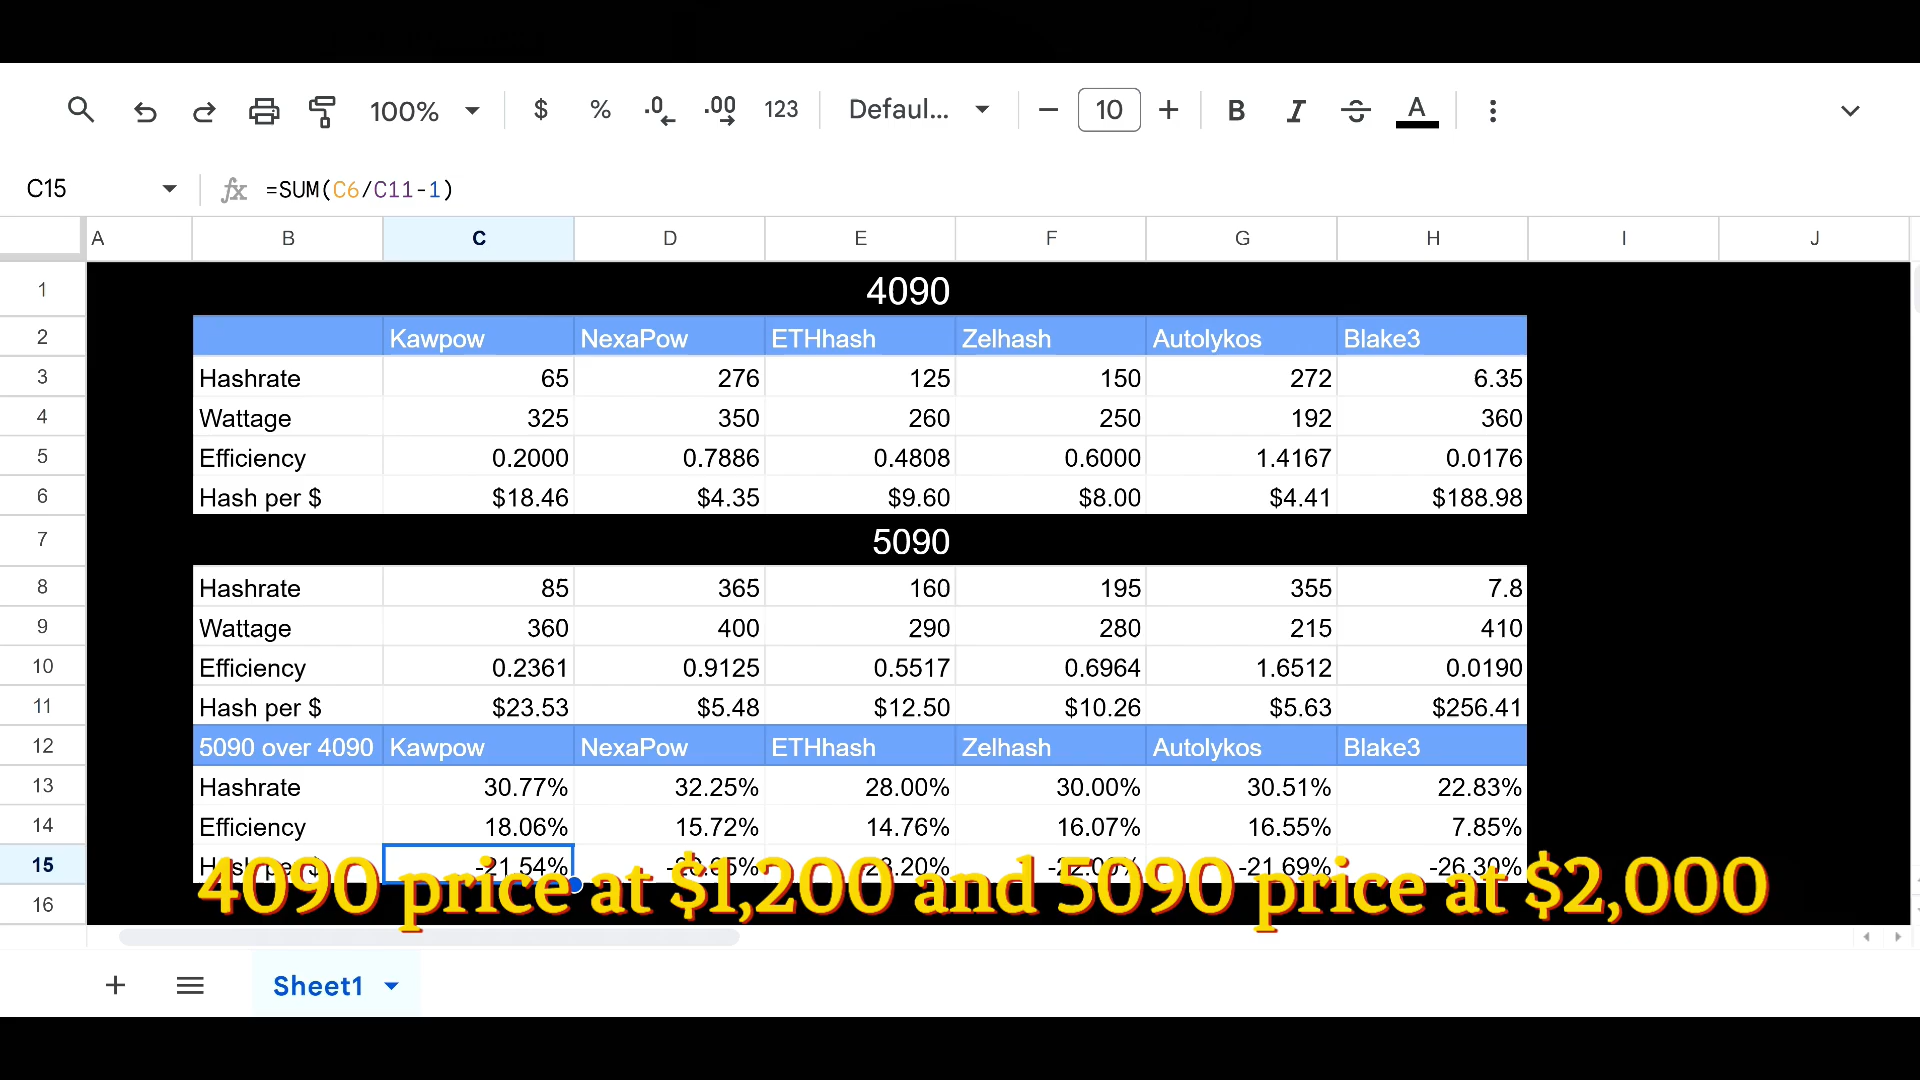 100% $ % .0 .00 123 Defaul... 10 B I S A
C15 fx =SUM(C6/C11-1)
A B C D E F G H I J
1 4090
2 Kawpow NexaPow ETHhash Zelhash Autolykos Blake3
3 Hashrate 65 276 125 150 272 6.35
4 Wattage 325 350 260 250 192 360
5 Efficiency 0.2000 0.7886 0.4808 0.6000 1.4167 0.0176
6 Hash per $ $18.46 $4.35 $9.60 $8.00 $4.41 $188.98
7 5090
8 Hashrate 85 365 160 195 355 7.8
9 Wattage 360 400 290 280 215 410
10 Efficiency 0.2361 0.9125 0.5517 0.6964 1.6512 0.0190
11 Hash per $ $23.53 $5.48 $12.50 $10.26 $5.63 $256.41
12 5090 over 4090 Kawpow NexaPow ETHhash Zelhash Autolykos Blake3
13 Hashrate 30.77% 32.25% 28.00% 30.00% 30.51% 22.83%
14 Efficiency 18.06% 15.72% 14.76% 16.07% 16.55% 7.85%
15 Hash per $ -21.54% -21.69% -26.30%
4090 price at $1,200 and 5090 price at $2,000
16
Sheet1